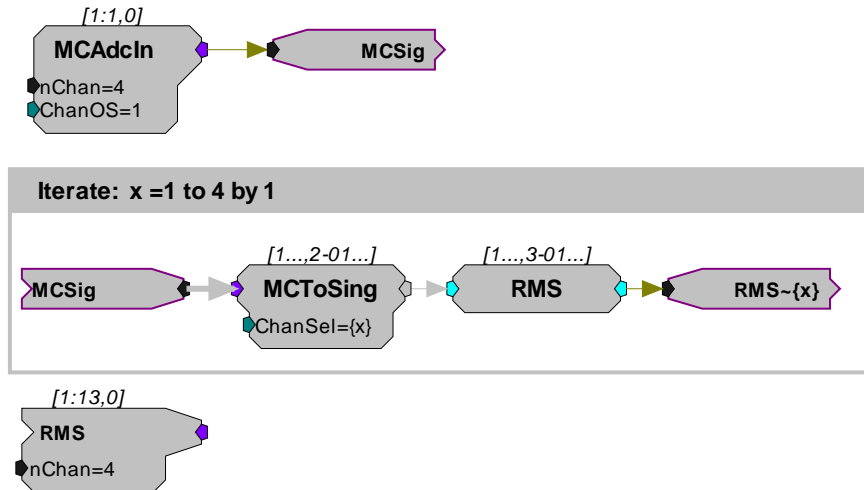 [1:1,0]
MCAdcIn
MCSig
nChan=4
ChanOS=1
Iterate: x =1 to 4 by 1
[1...,2-01...]
[1...,3-01...]
MCSig
MCToSing
RMS
RMS~{x}
ChanSel={x}
[1:13,0]
RMS
nChan=4